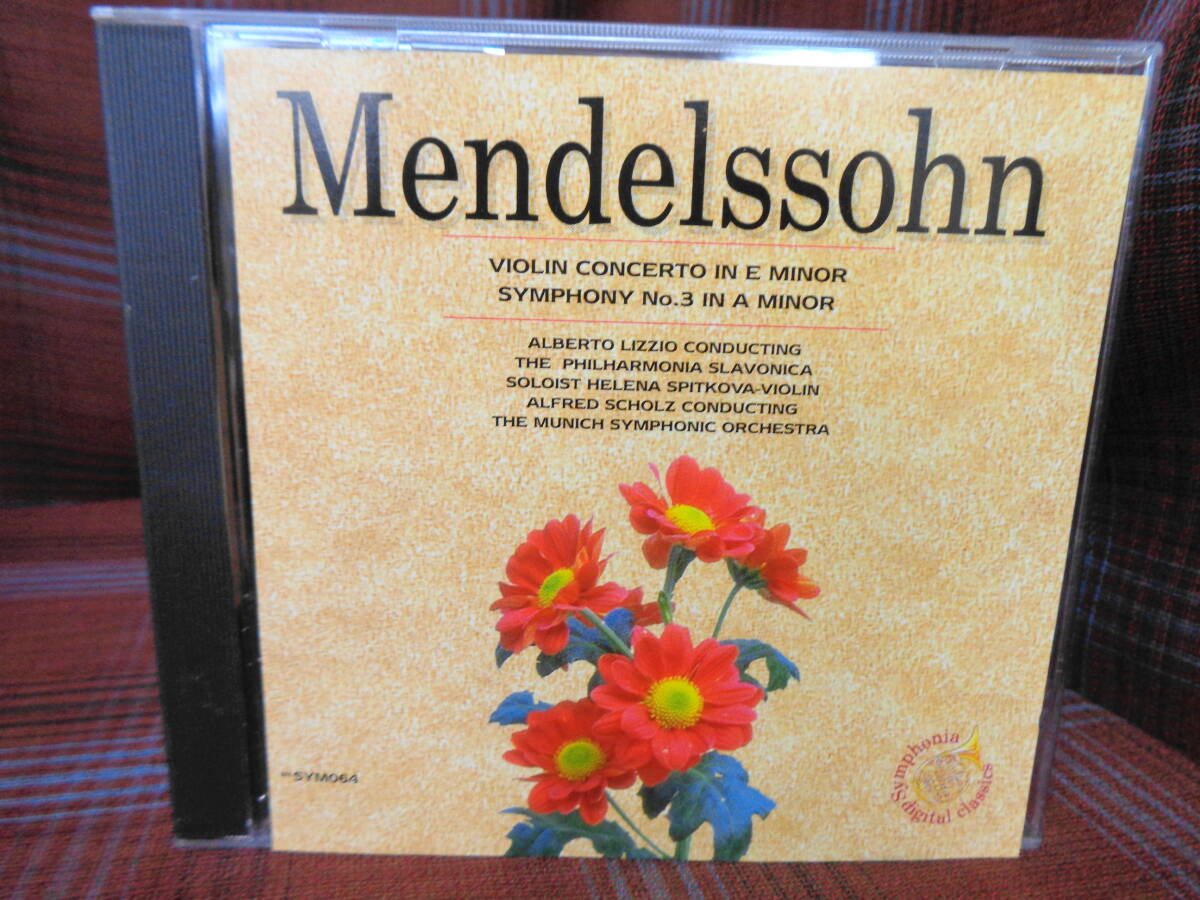 Mendelssohn
VIOLIN CONCERTO IN E MINOR
SYMPHONY No.3 IN A MINOR
ALBERTO LIZZIO CONDUCTING
THE PHILHARMONIA SLAVONICA
SOLOIST HELENA SPITKOVA-VIOLIN
ALFRED SCHOLZ CONDUCTING
THE MUNICH SYMPHONIC ORCHESTRA
SYM064
Symphonia
digital classics